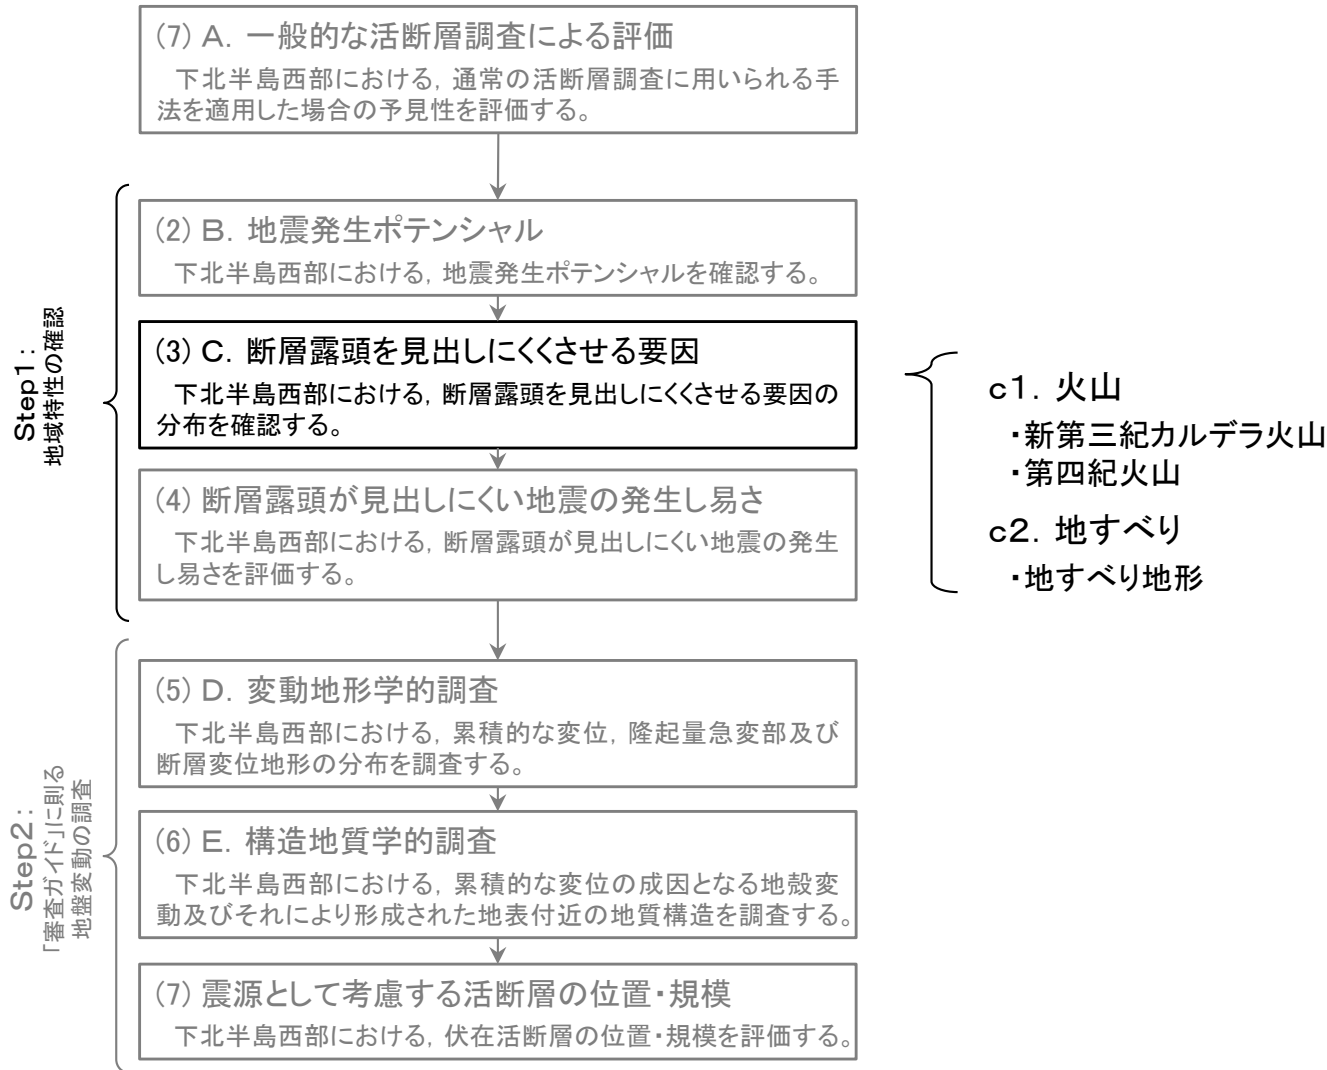 (7) A. 一般的な活断層調査による評価
下北半島西部における, 通常の活断層調査に用いられる手
法を適用した場合の予見性を評価する。
Step1:
地域特性の確認
(2) B. 地震発生ポテンシャル
下北半島西部における, 地震発生ポテンシャルを確認する。
(3) C. 断層露頭を見出しにくくさせる要因
下北半島西部における, 断層露頭を見出しにくくさせる要因の
分布を確認する。
(4) 断層露頭が見出しにくい地震の発生し易さ
下北半島西部における, 断層露頭が見出しにくい地震の発生
し易さを評価する。
c1. 火山
・新第三紀カルデラ火山
・第四紀火山
c2. 地すべり
・地すべり地形
Step2:
「審査ガイド」に則る
地盤変動の調査
(5) D. 変動地形学的調査
下北半島西部における, 累積的な変位, 隆起量急変部及び
断層変位地形の分布を調査する。
(6) E. 構造地質学的調査
下北半島西部における, 累積的な変位の成因となる地殻変
動及びそれにより形成された地表付近の地質構造を調査する。
(7) 震源として考慮する活断層の位置・規模
下北半島西部における, 伏在活断層の位置・規模を評価する。